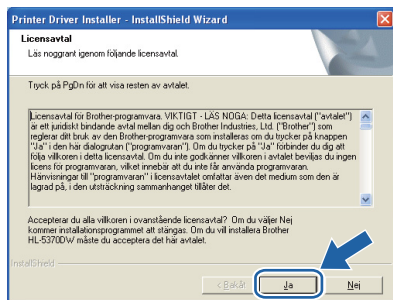 Printer Driver Installer - InstallShield Wizard
Licensavtal
Läs noggrant igenom följande licensavtal.
Tryck på PgDn för att visa resten av avtalet.
Licensavtal för Brother-programvara. VIKTIGT - LÄS NOGA: Detta licensavtal ("avtalet")
är ett juridiskt bindande avtal mellan dig och Brother Industries, Ltd. ("Brother") som
reglerar ditt bruk av den Brother-programvara som installeras om du trycker på knappen
"Ja" i den här dialogrutan ("programvaran"). Om du trycker på "Ja" förbinder du dig att
följa villkoren i detta licensavtal. Om du inte godkänner villkoren i avtalet beviljas du ingen
licens för programvaran, vilket innebär att du inte får använda programvaran.
Hänvisningar till "programvaran" i licensavtalet omfattar även det medium som den är
lagrad på, i den utsträckning sammanhanget tillåter det.
Accepterar du alla villkoren i ovanstående licensavtal? Om du väljer Nej
kommer installationsprogrammet att stängas. Om du vill installera Brother
HL-5370DW måste du acceptera det här avtalet.
InstallShield
< Bakåt
Ja
Nej